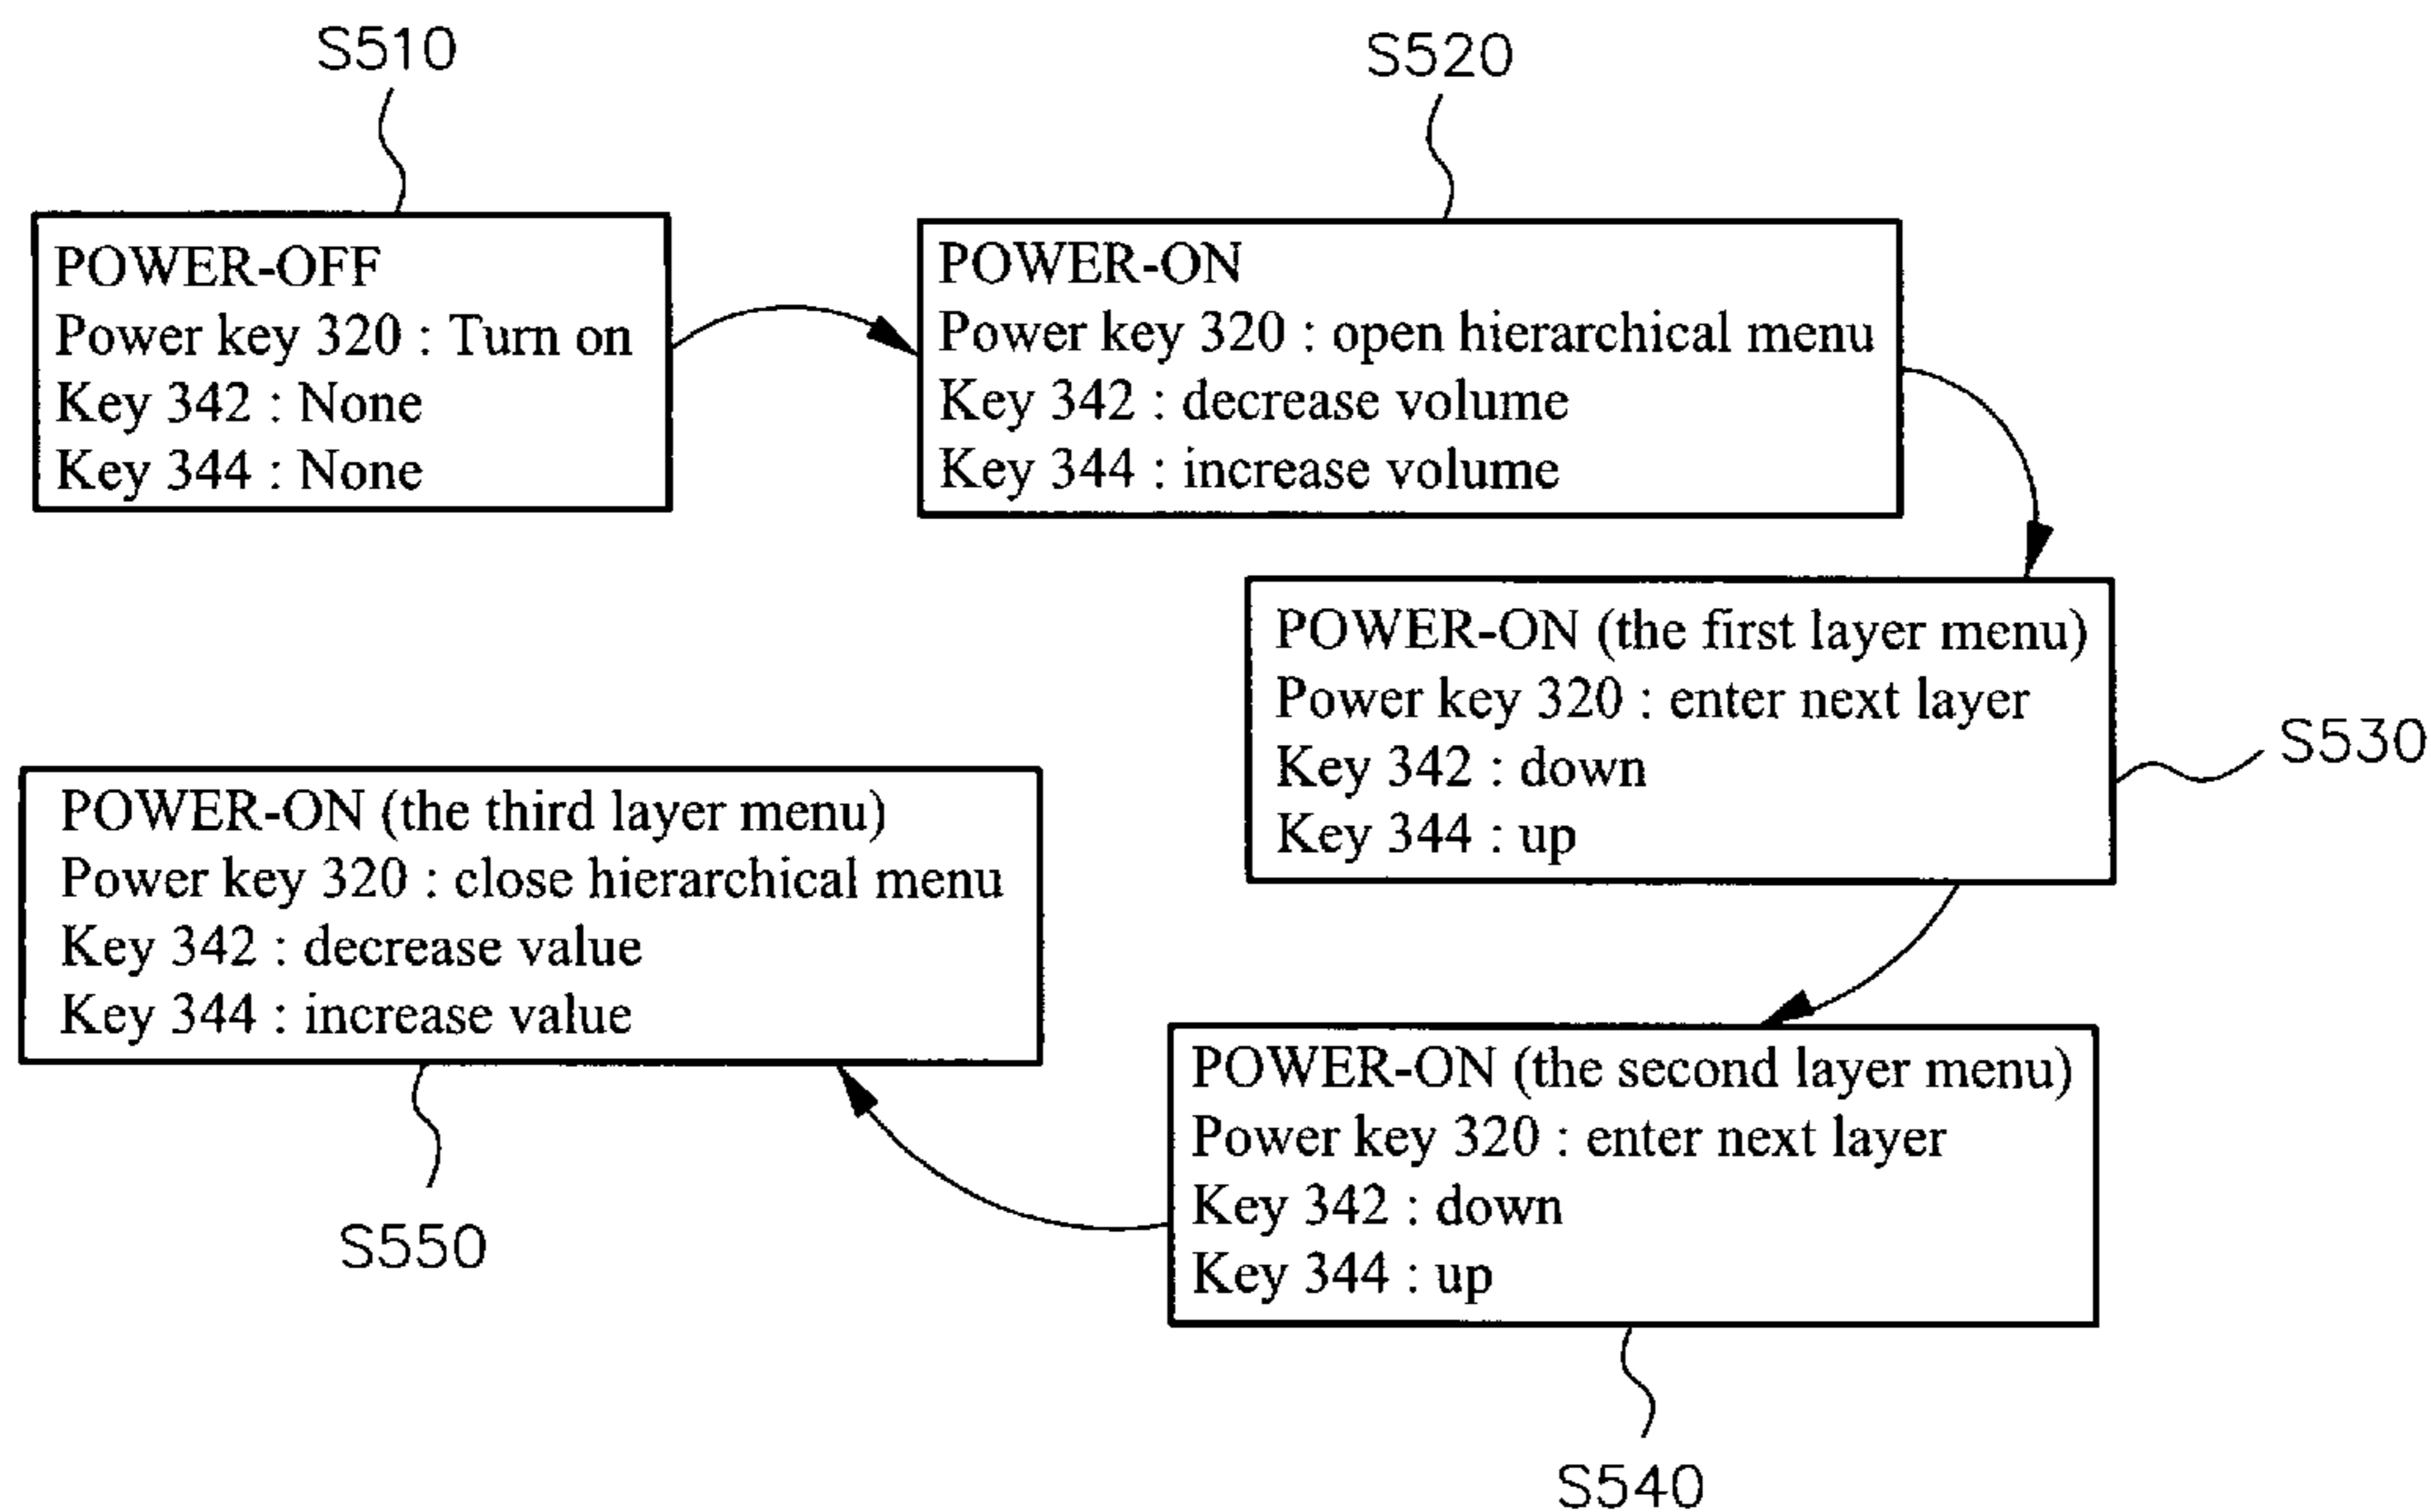 S510
POWER-OFF
Power key 320 : Turn on
Key 342 : None
Key 344 : None
S520
POWER-ON
Power key 320 : open hierarchical menu
Key 342 : decrease volume
Key 344 : increase volume
POWER-ON (the first layer menu)
Power key 320 : enter next layer
Key 342 : down
Key 344 : up
S530
POWER-ON (the second layer menu)
Power key 320 : enter next layer
Key 342 : down
Key 344 : up
S540
POWER-ON (the third layer menu)
Power key 320 : close hierarchical menu
Key 342 : decrease value
Key 344 : increase value
S550